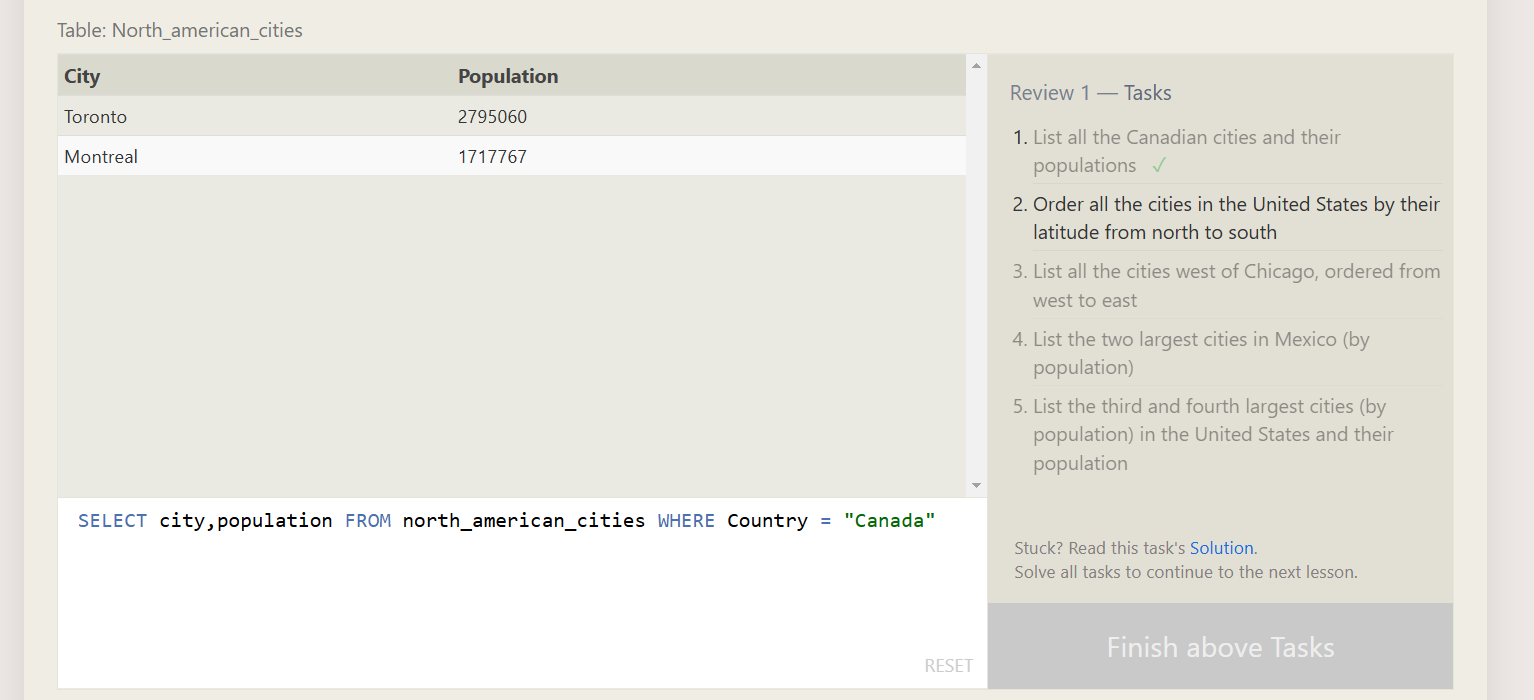 Table: North_american_cities
City Population
Toronto 2795060
Montreal 1717767
SELECT city,population FROM north_american_cities WHERE Country = "Canada"
RESET
Review 1 — Tasks
1. List all the Canadian cities and their
populations ✓
2. Order all the cities in the United States by their
latitude from north to south
3. List all the cities west of Chicago, ordered from
west to east
4. List the two largest cities in Mexico (by
population)
5. List the third and fourth largest cities (by
population) in the United States and their
population
Stuck? Read this task's Solution.
Solve all tasks to continue to the next lesson.
Finish above Tasks